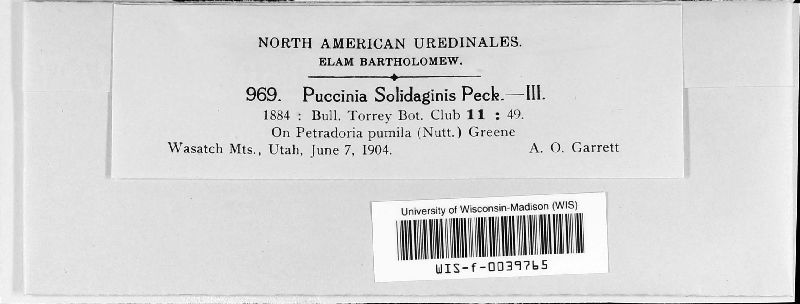 NORTH AMERICAN UREDINALES.
ELAM BARTHOLOMEW.
969. Puccinia Solidaginis Peck.—III.
1884 : Bull. Torrey Bot. Club 11 : 49.
On Petradoria pumila (Nutt.) Greene
Wasatch Mts., Utah, June 7, 1904. A. O. Garrett
University of Wisconsin-Madison (WIS)
WIS-f-0039765